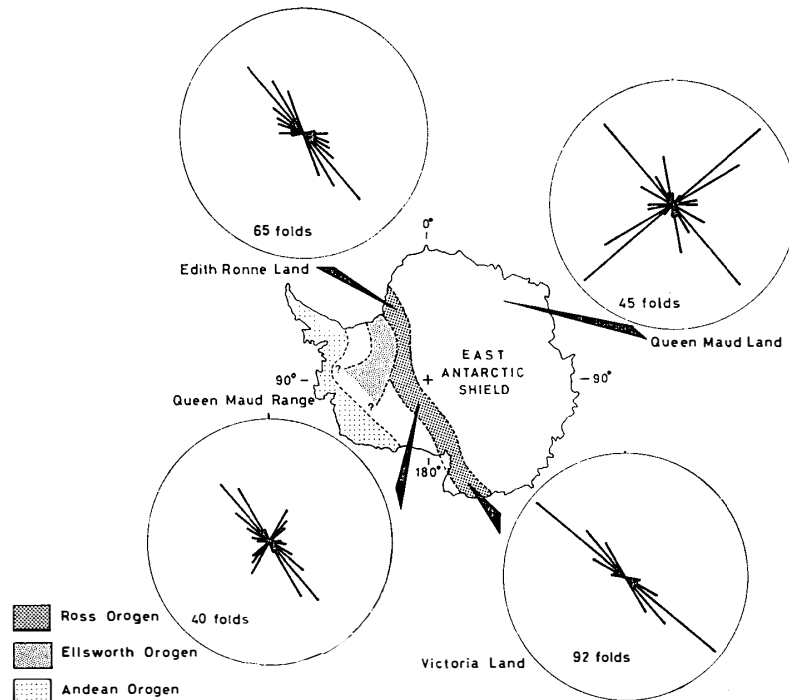 65 folds
0°
Edith Ronne Land
45 folds
Queen Maud Land
EAST
ANTARCTIC
SHIELD
?
90°
90°
?
Queen Maud Range
180°
40 folds
Ross Orogen
Ellsworth Orogen
Andean Orogen
Victoria Land
92 folds